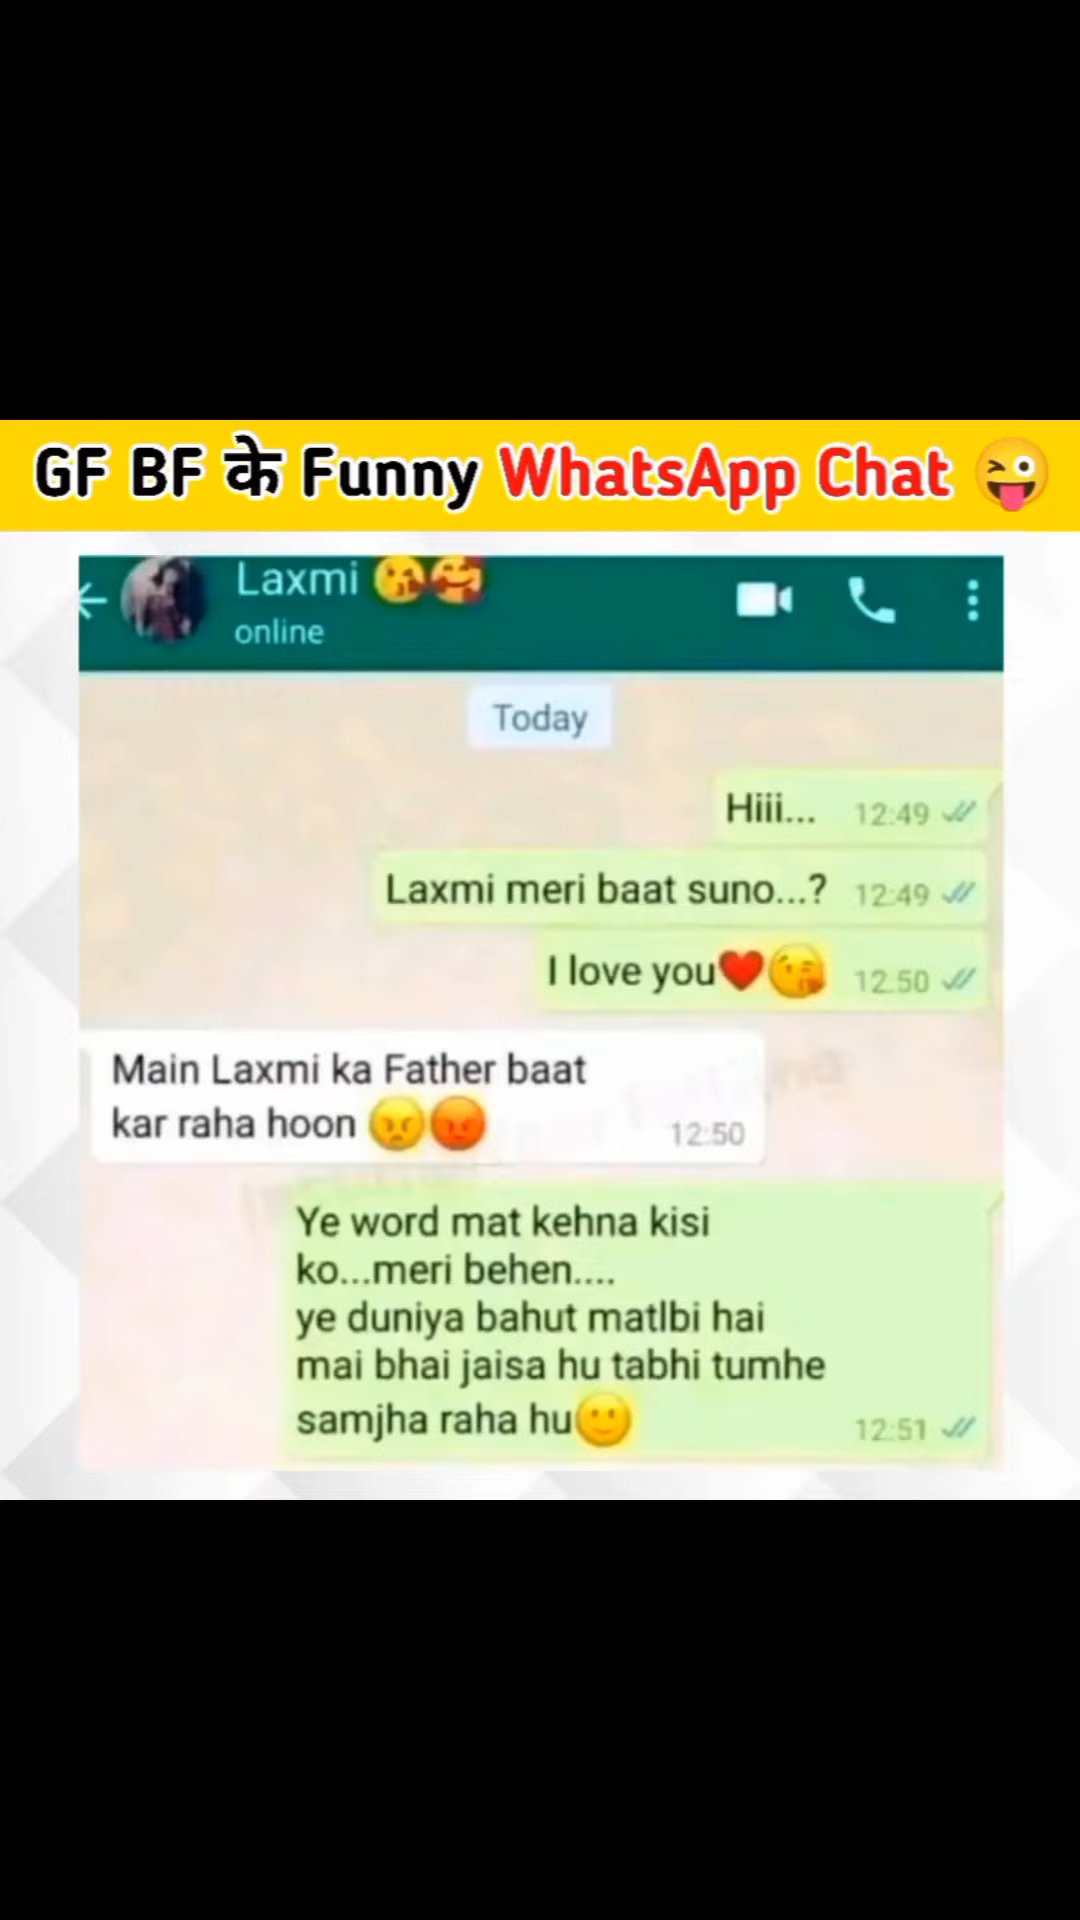 GF BF के Funny WhatsApp Chat 😜
Laxmi 😘🥰
online
Today
Hiii... 12:49
Laxmi meri baat suno...? 12:49
I love you❤️😘 12:50
Main Laxmi ka Father baat
kar raha hoon 😠😡 12:50
Ye word mat kehna kisi
ko...meri behen....
ye duniya bahut matlbi hai
mai bhai jaisa hu tabhi tumhe
samjha raha hu🙂 12:51